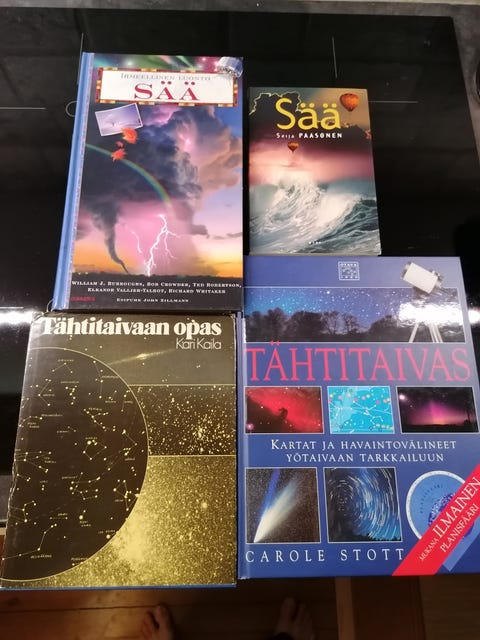 IHMEELLINEN LUONTO
SÄÄ
WILLIAM J. BURROUGHS, BOB CROWDER, TED ROBERTSON,
ELEANOR VALLIER-TALBOT, RICHARD WHITAKER
ESIPUHE JOHN ZILLMANN
Sää
Seija PAASONEN
Tähtitaivaan opas
Kari Kaila
OTAVA
TÄHTITAIVAS
KARTAT JA HAVAINTOVÄLINEET
YÖTAIVAAN TARKKAILUUN
CAROLE STOTT
MUKANA ILMAINEN
PLANISFÄÄRI